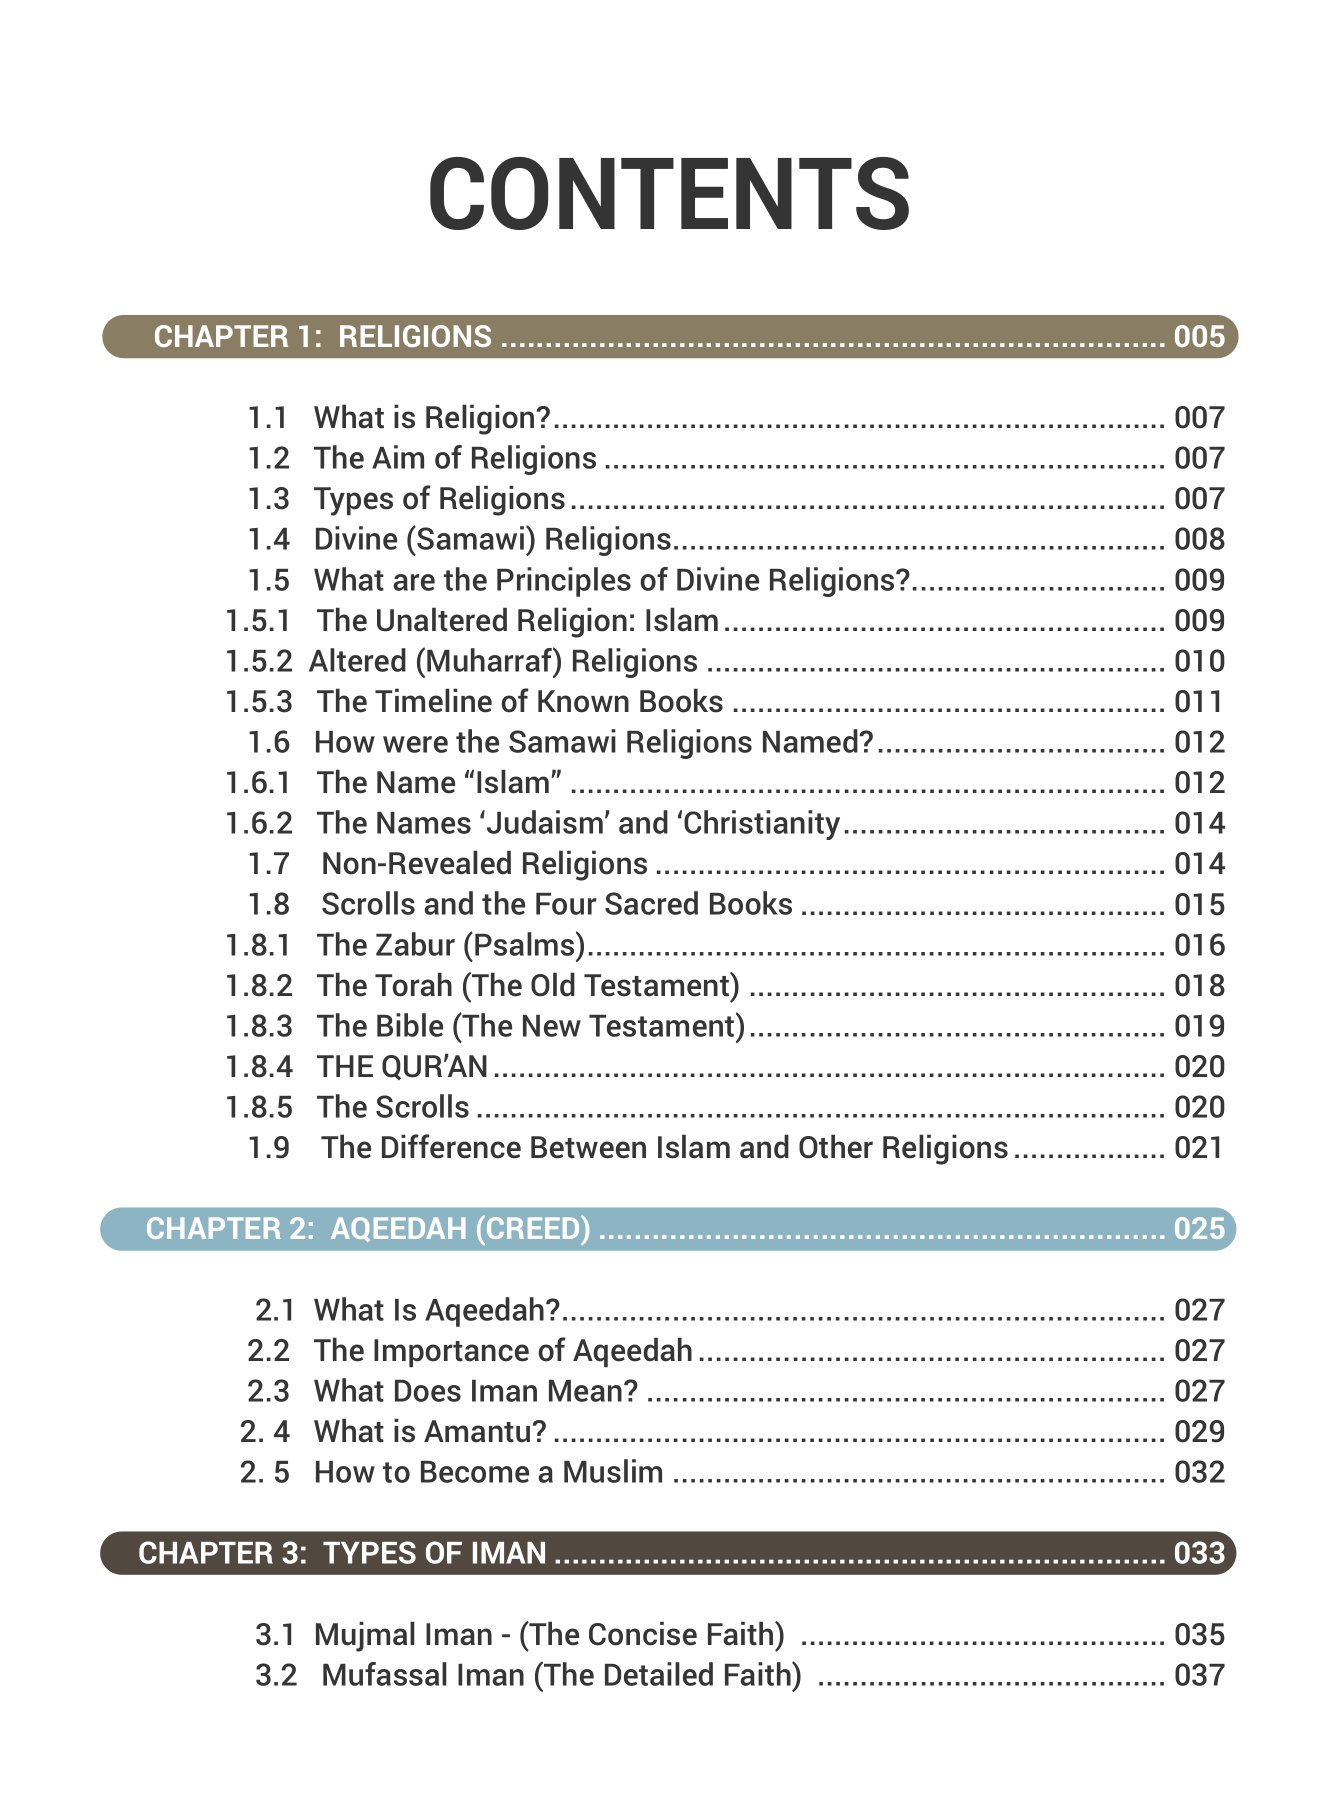 CONTENTS
CHAPTER 1: RELIGIONS ........................................................................... 005
1.1 What is Religion?........................................................................ 007
1.2 The Aim of Religions .................................................................. 007
1.3 Types of Religions ...................................................................... 007
1.4 Divine (Samawi) Religions.......................................................... 008
1.5 What are the Principles of Divine Religions?.............................. 009
1.5.1 The Unaltered Religion: Islam .................................................... 009
1.5.2 Altered (Muharraf) Religions ...................................................... 010
1.5.3 The Timeline of Known Books ................................................... 011
1.6 How were the Samawi Religions Named?.................................. 012
1.6.1 The Name “Islam” ...................................................................... 012
1.6.2 The Names ‘Judaism’ and ‘Christianity...................................... 014
1.7 Non-Revealed Religions ............................................................ 014
1.8 Scrolls and the Four Sacred Books ........................................... 015
1.8.1 The Zabur (Psalms).................................................................... 016
1.8.2 The Torah (The Old Testament) ................................................. 018
1.8.3 The Bible (The New Testament)................................................. 019
1.8.4 THE QUR’AN ............................................................................... 020
1.8.5 The Scrolls ................................................................................. 020
1.9 The Difference Between Islam and Other Religions .................. 021
CHAPTER 2: AQEEDAH (CREED) ................................................................ 025
2.1 What Is Aqeedah?....................................................................... 027
2.2 The Importance of Aqeedah ....................................................... 027
2.3 What Does Iman Mean? ............................................................. 027
2. 4 What is Amantu? ........................................................................ 029
2. 5 How to Become a Muslim .......................................................... 032
CHAPTER 3: TYPES OF IMAN ..................................................................... 033
3.1 Mujmal Iman - (The Concise Faith) ........................................... 035
3.2 Mufassal Iman (The Detailed Faith) ......................................... 037